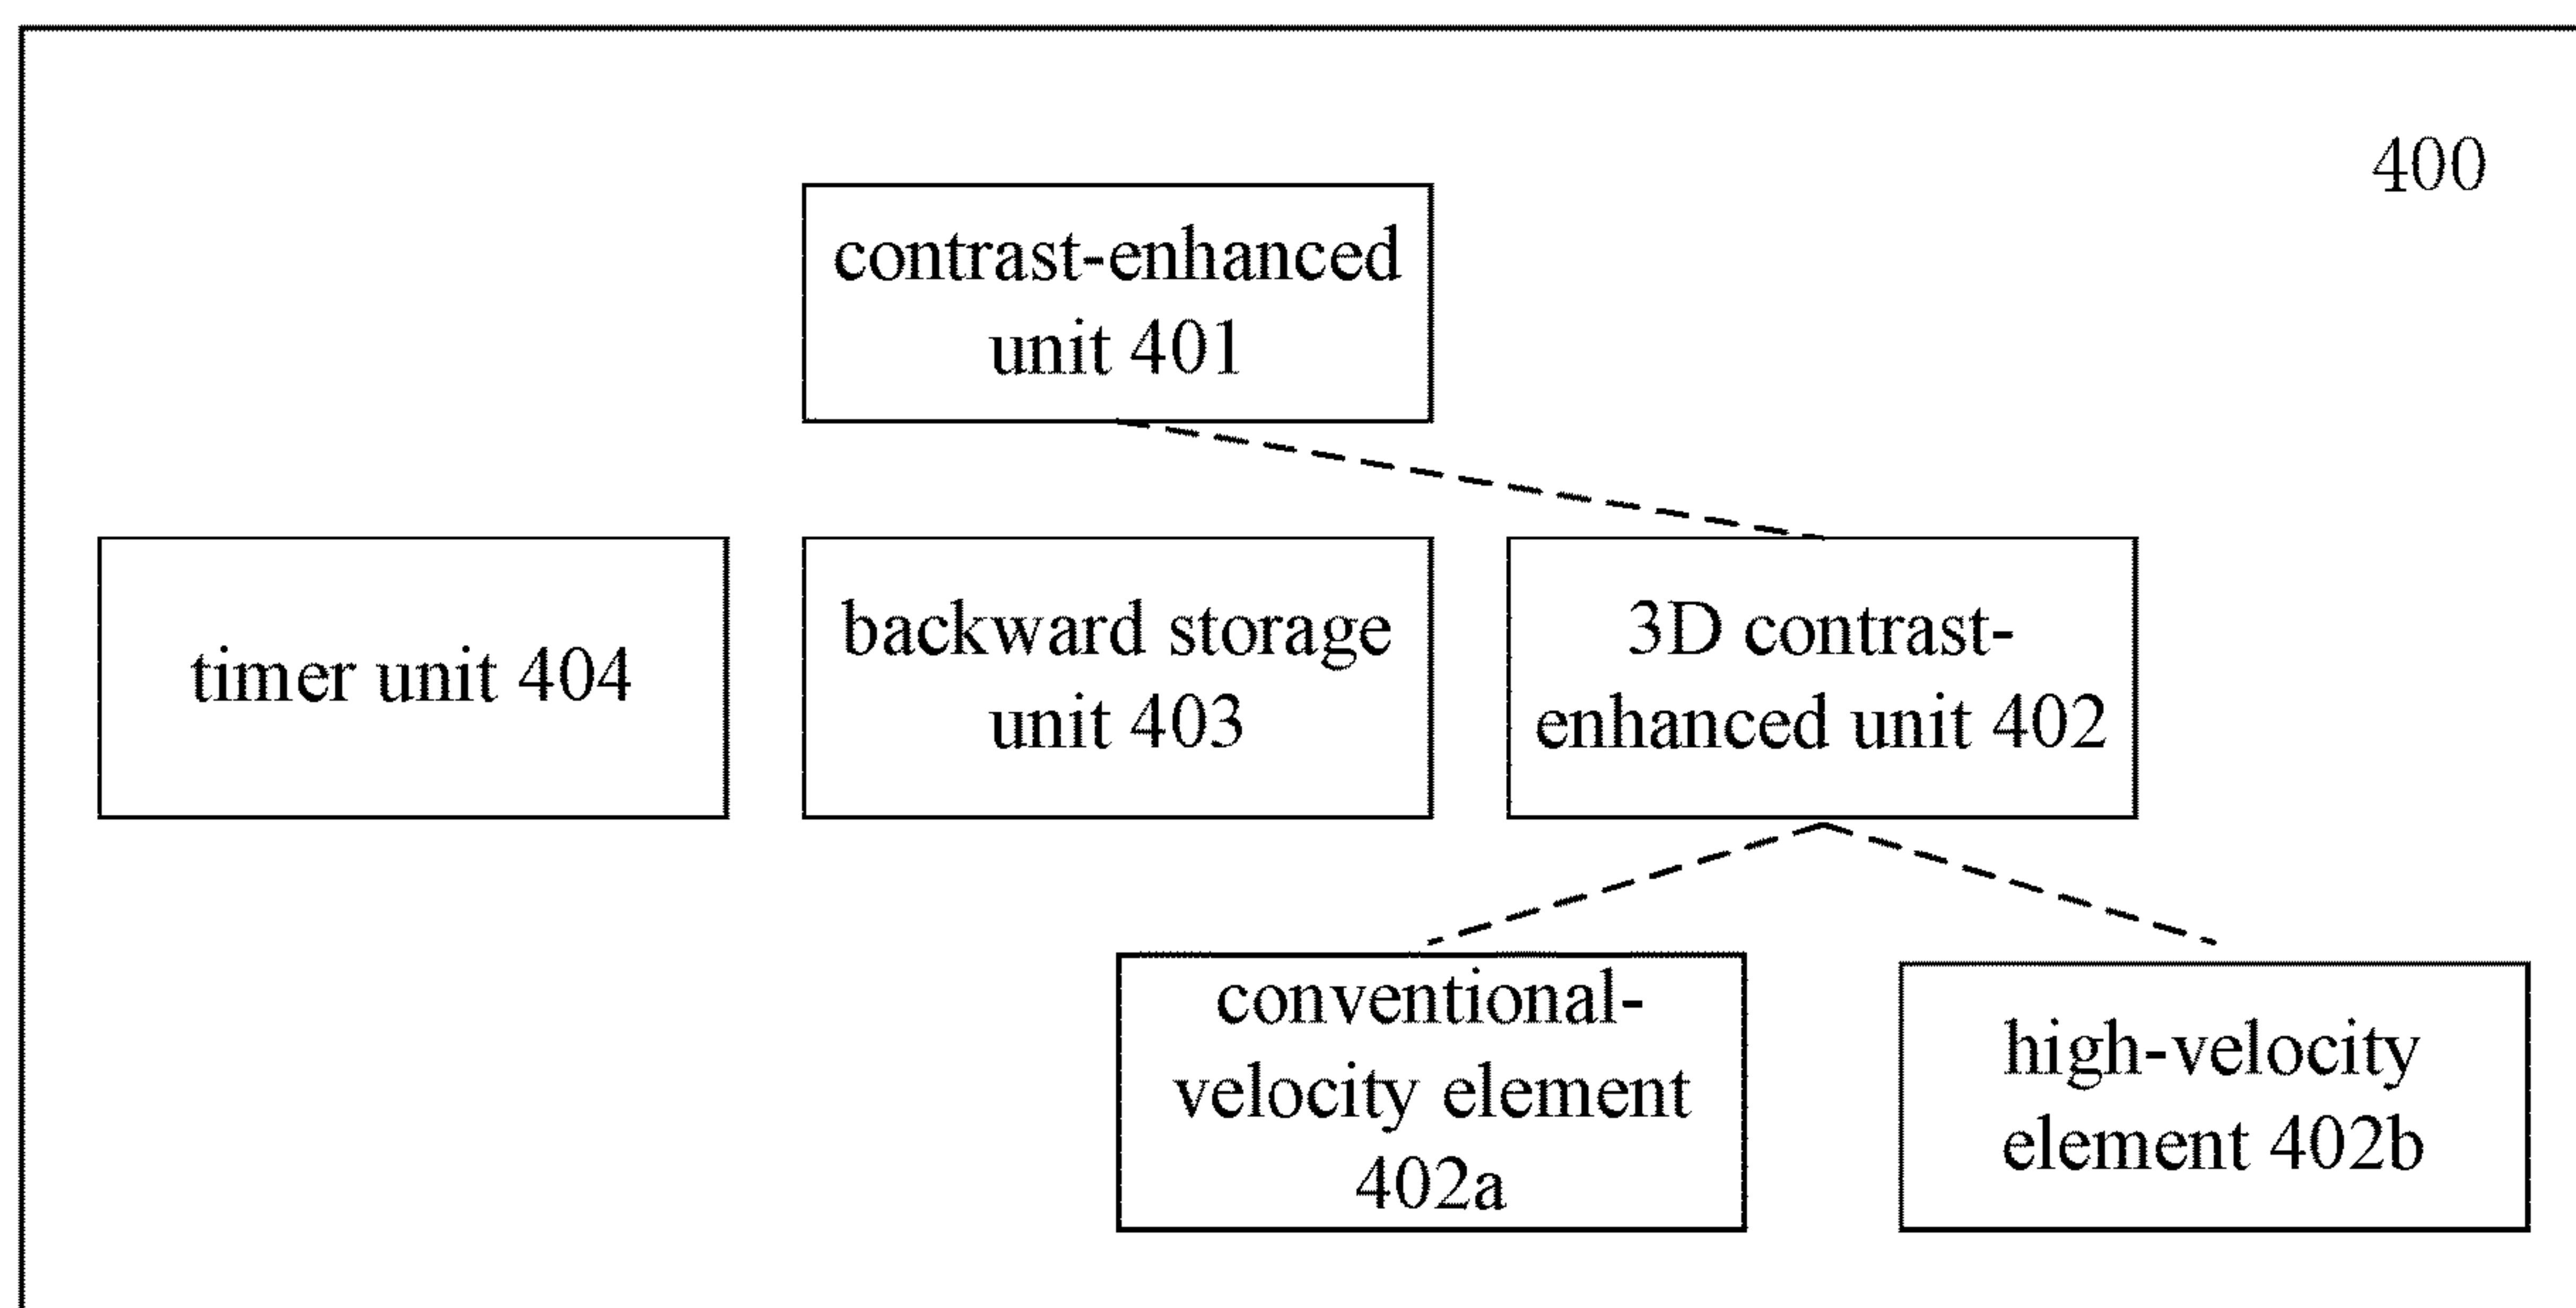 400
contrast-enhanced
unit 401
timer unit 404
backward storage
unit 403
3D contrast-
enhanced unit 402
conventional-
velocity element
402a
high-velocity
element 402b